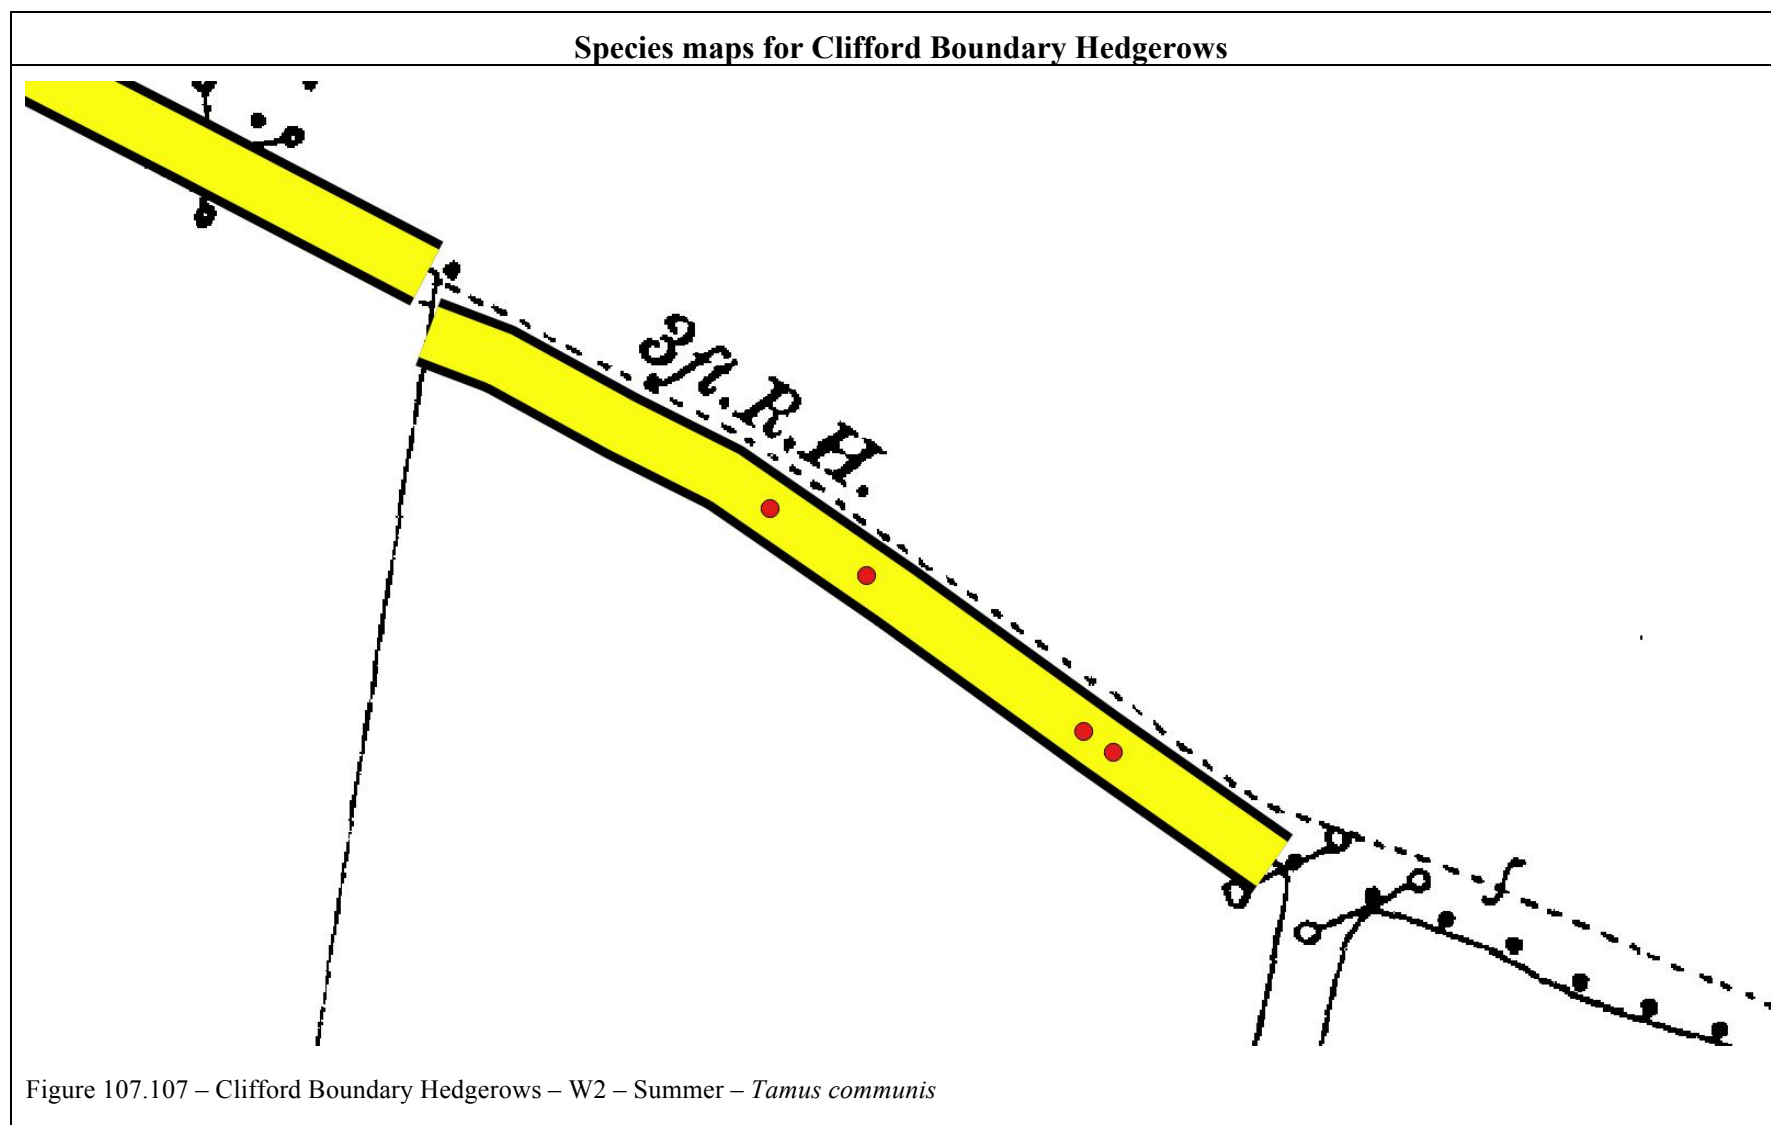 Species maps for Clifford Boundary Hedgerows
3ft. R. H.
f
Figure 107.107 – Clifford Boundary Hedgerows – W2 – Summer – Tamus communis